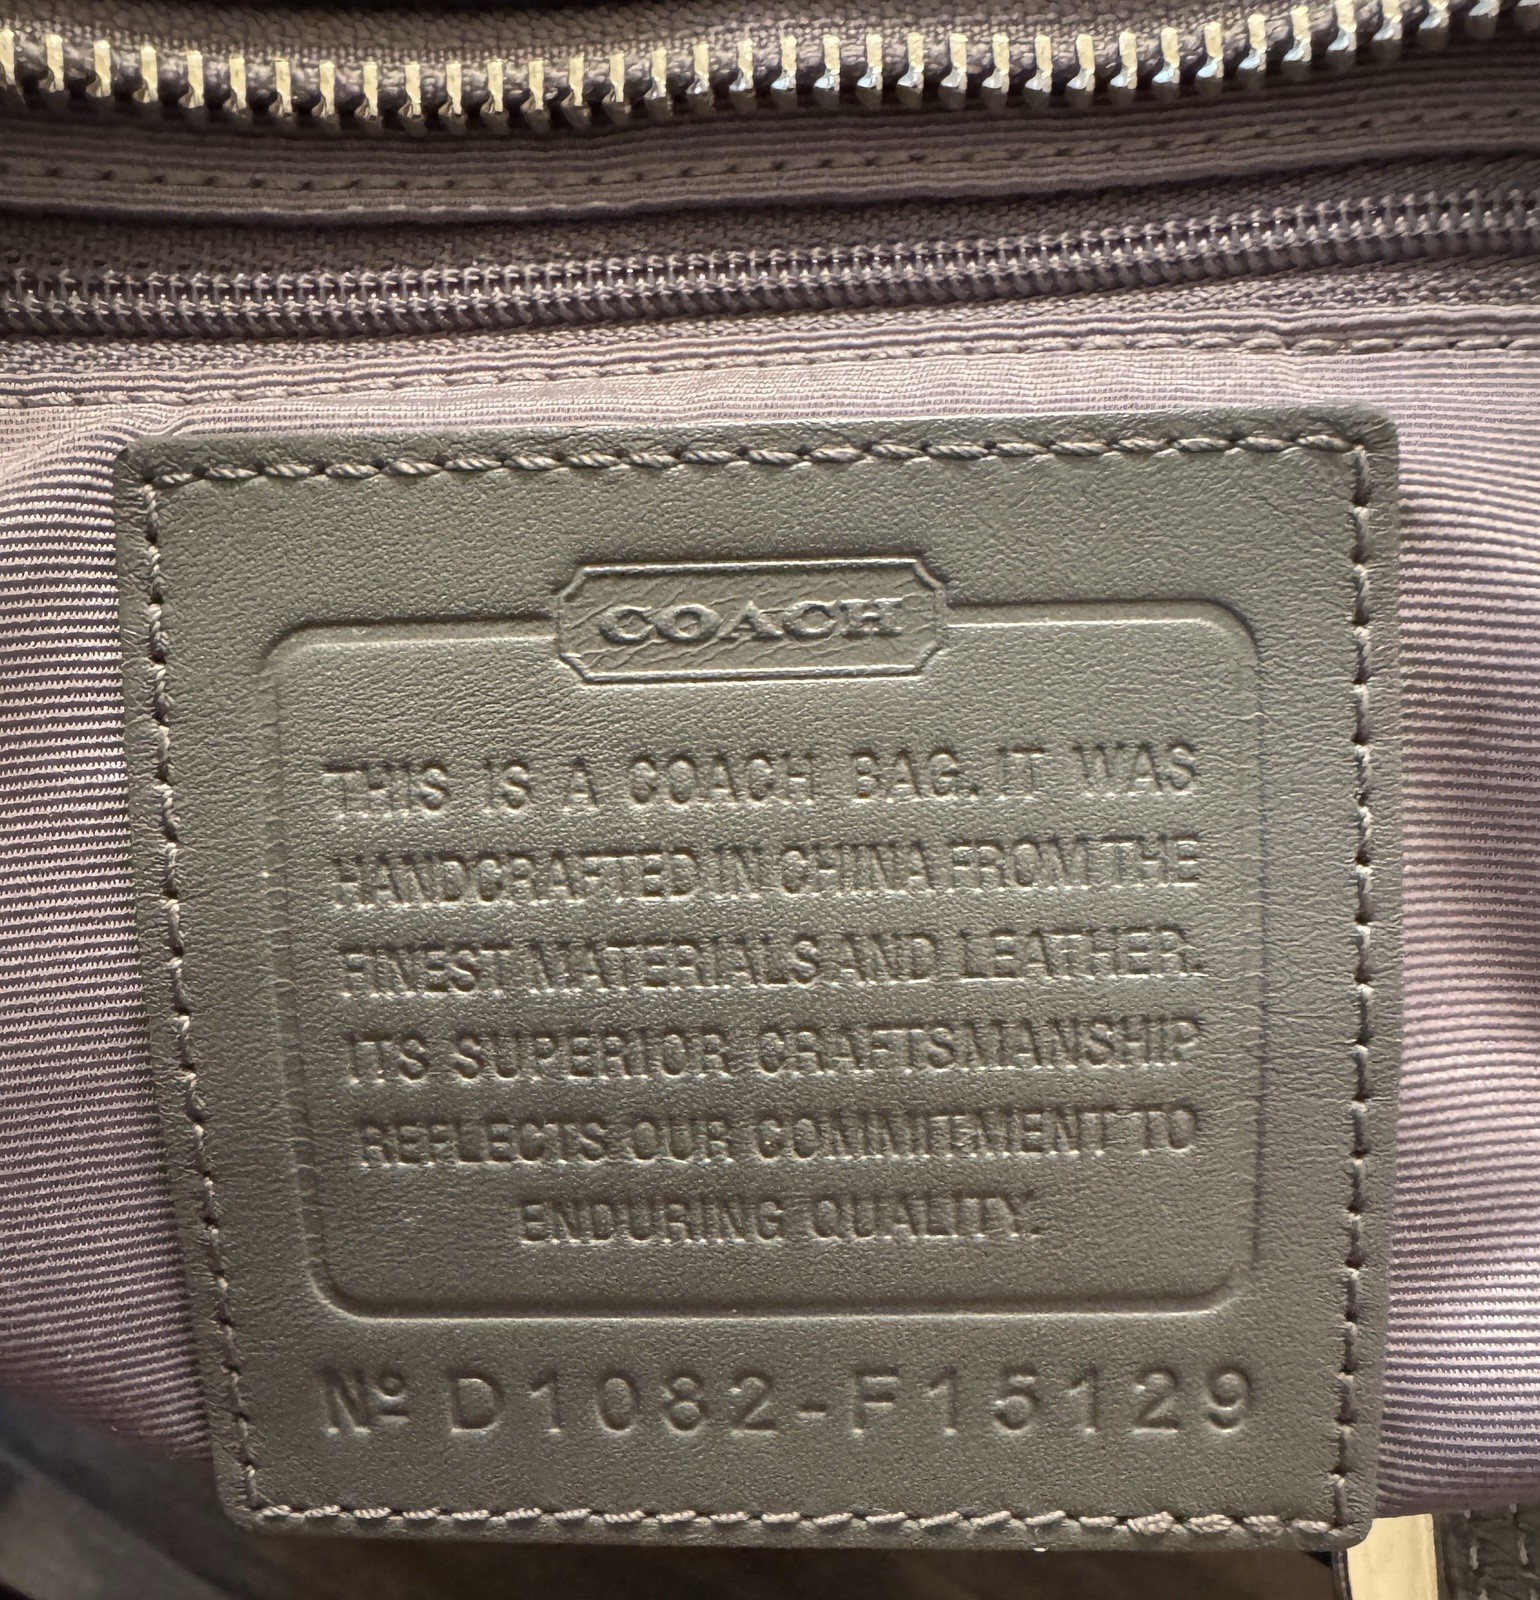 COACH
THIS IS A COACH BAG. IT WAS
HANDCRAFTED IN CHINA FROM THE
FINEST MATERIALS AND LEATHER.
ITS SUPERIOR CRAFTSMANSHIP
REFLECTS OUR COMMITMENT TO
ENDURING QUALITY.
Nº D1082-F15129